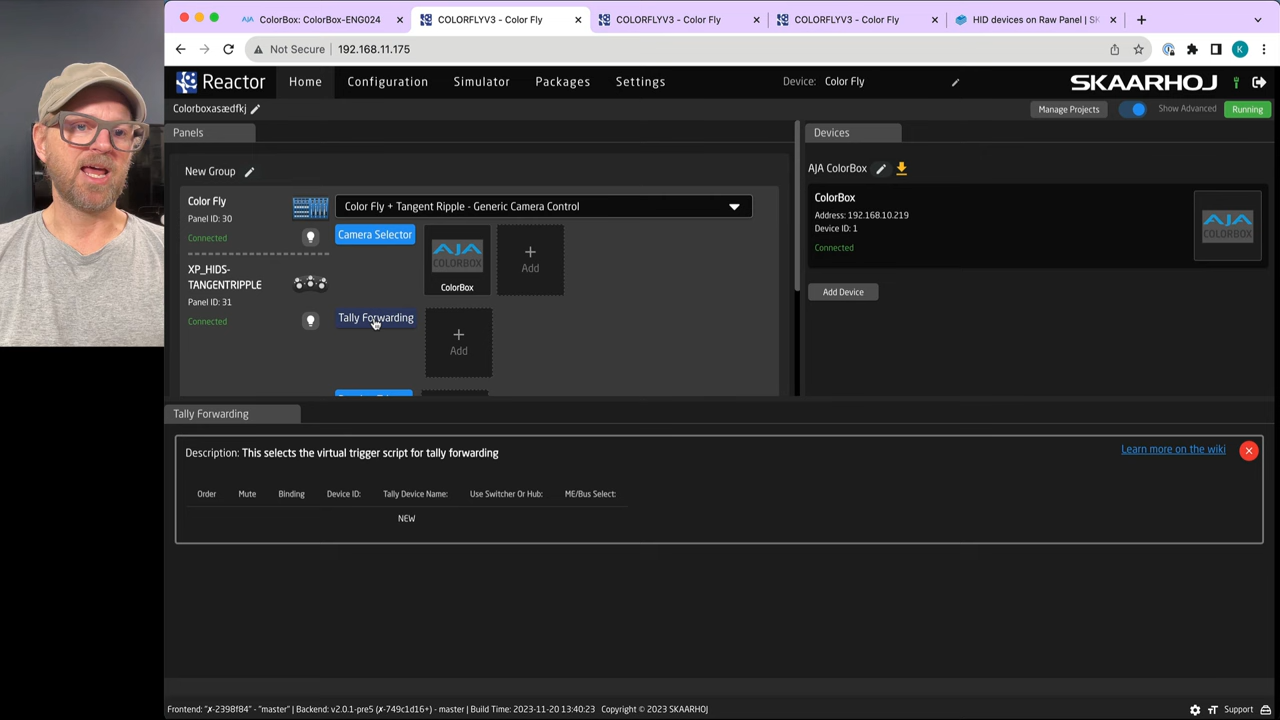 ColorBox: ColorBox-ENG024
COLORFLYV3 - Color Fly
COLORFLYV3 - Color Fly
COLORFLYV3 - Color Fly
HID devices on Raw Panel | SK
Not Secure
192.168.11.175
K
Reactor
Home
Configuration
Simulator
Packages
Settings
Device:
Color Fly
SKAARHOJ
Colorboxasædfkj
Manage Projects
Show Advanced
Running
Panels
Devices
New Group
AJA ColorBox
Color Fly
Panel ID: 30
Connected
Color Fly + Tangent Ripple - Generic Camera Control
Camera Selector
AJA
COLORBOX
ColorBox
Add
ColorBox
Address: 192.168.10.219
Device ID: 1
Connected
AJA
COLORBOX
XP_HIDS-
TANGENTRIPPLE
Panel ID: 31
Connected
Tally Forwarding
Add
Add Device
Tally Forwarding
Description: This selects the virtual trigger script for tally forwarding
Learn more on the wiki
Order
Mute
Binding
Device ID:
Tally Device Name:
Use Switcher Or Hub:
ME/Bus Select:
NEW
Frontend: "✗-2398f84" - "master" | Backend: v2.0.1-pre5 (✗-749c1d16+) - master | Build Time: 2023-11-20 13:40:23 Copyright © 2023 SKAARHOJ
Support